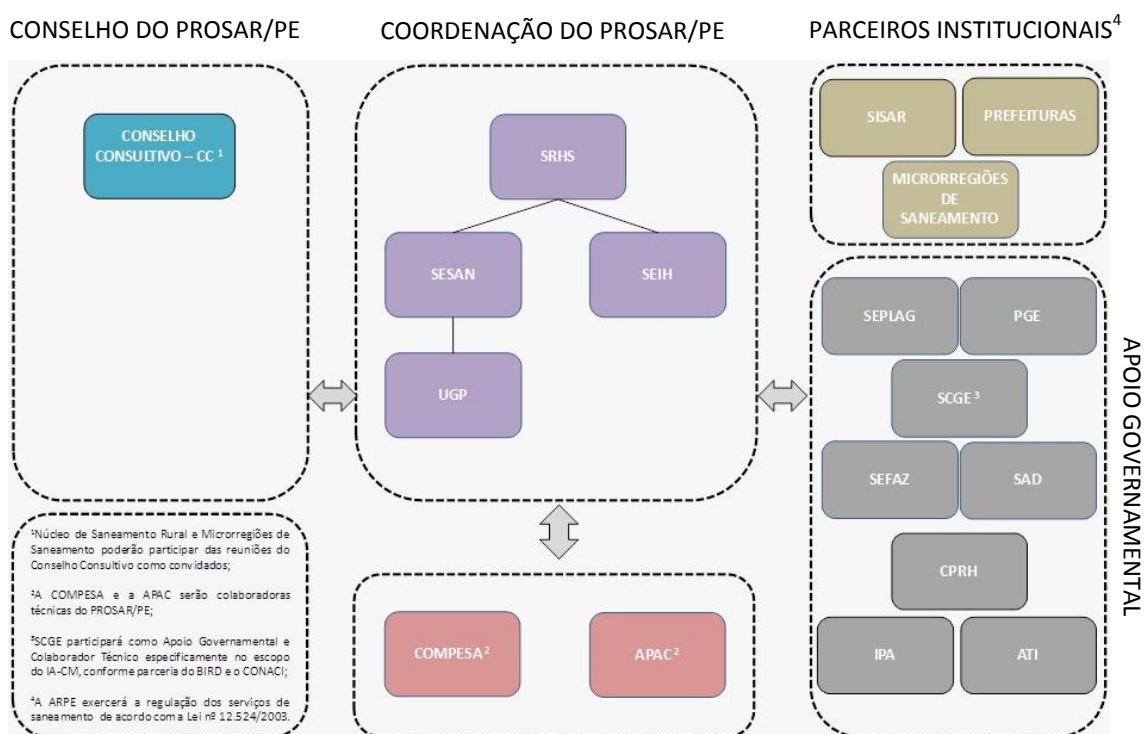 CONSELHO DO PROSAR/PE
CONSELHO
CONSULTIVO – CC ¹
¹Núcleo de Saneamento Rural e Microrregiões de
Saneamento poderão participar das reuniões do
Conselho Consultivo como convidados;
²A COMPESA e a APAC serão colaboradoras
técnicas do PROSAR/PE;
³SCGE participará como Apoio Governamental e
Colaborador Técnico especificamente no escopo
do IA-CM, conforme parceria do BIRD e o CONACI;
⁴A ARPE exercerá a regulação dos serviços de
saneamento de acordo com a Lei nº 12.524/2003.
COORDENAÇÃO DO PROSAR/PE
SRHS
SESAN
SEIH
UGP
COMPESA²
APAC²
PARCEIROS INSTITUCIONAIS⁴
SISAR
PREFEITURAS
MICRORREGIÕES
DE
SANEAMENTO
SEPLAG
PGE
SCGE ³
SEFAZ
SAD
CPRH
IPA
ATI
APOIO GOVERNAMENTAL